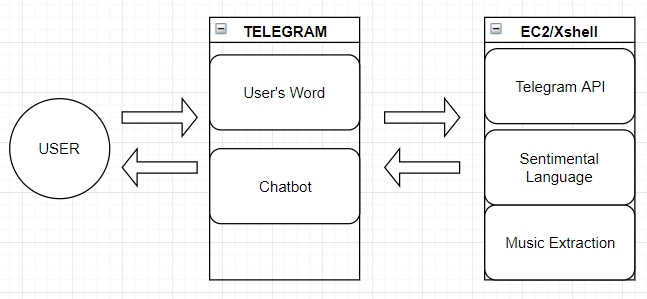 USER
TELEGRAM
User's Word
Chatbot
EC2/Xshell
Telegram API
Sentimental
Language
Music Extraction